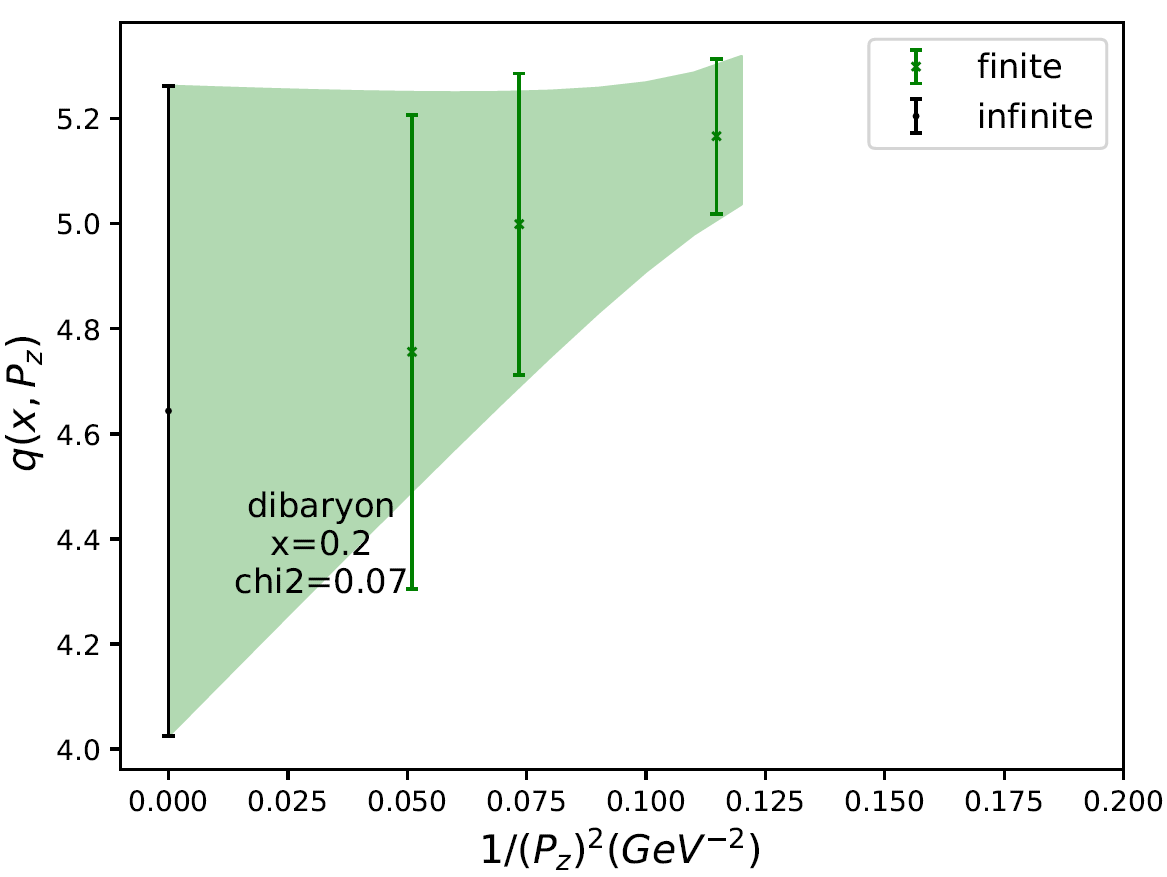 finite
infinite
5.2
5.0
4.8
4.6
4.4
4.2
4.0
q(x, P_z)
dibaryon
x=0.2
chi2=0.07
0.000 0.025 0.050 0.075 0.100 0.125 0.150 0.175 0.200
1/(P_z)^2(GeV^{-2})